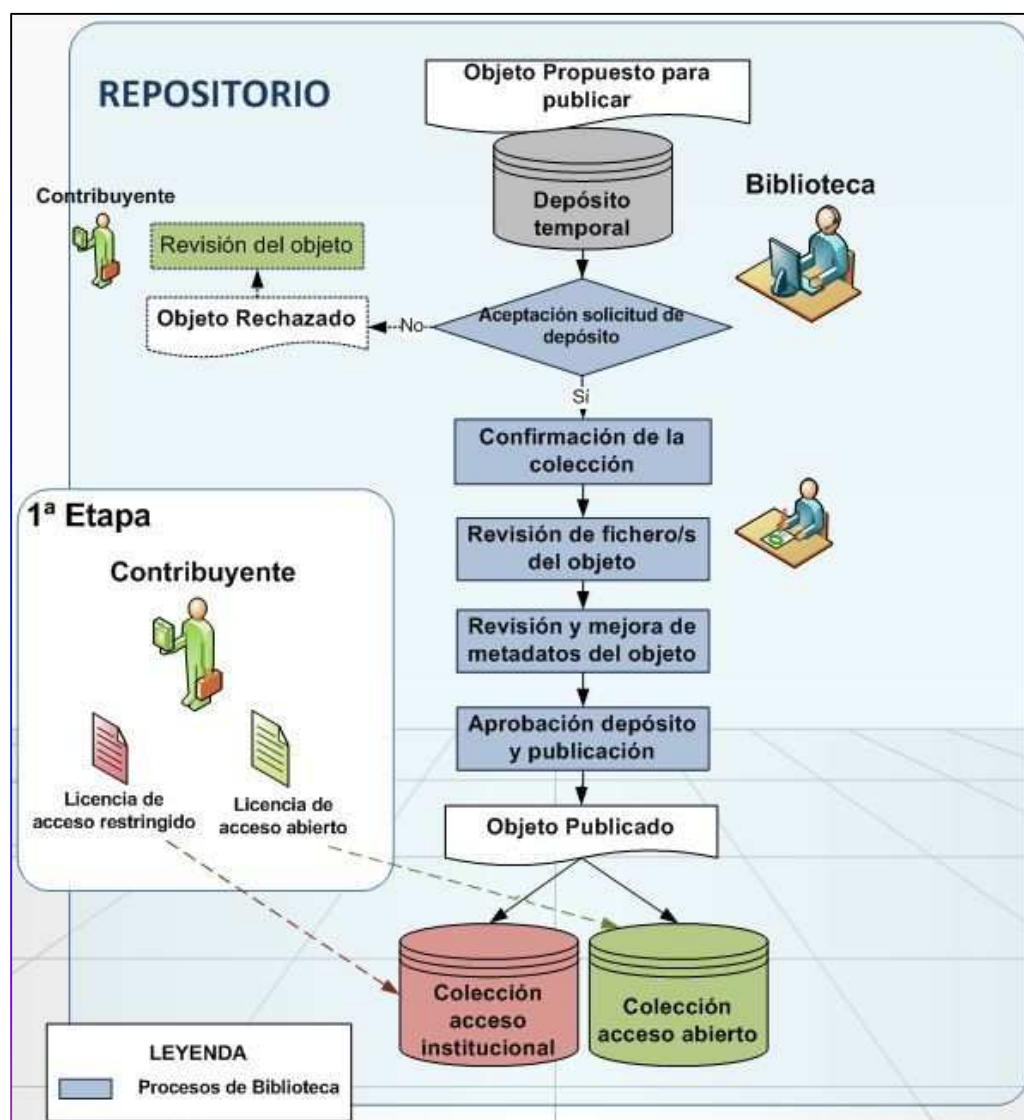 REPOSITORIO
Objeto Propuesto para
publicar
Depósito
temporal
Biblioteca
Contribuyente
Revisión del objeto
Objeto Rechazado
No
Aceptación solicitud de
depósito
Sí
Confirmación de la
colección
Revisión de fichero/s
del objeto
Revisión y mejora de
metadatos del objeto
Aprobación depósito
y publicación
Objeto Publicado
1ª Etapa
Contribuyente
Licencia de
acceso restringido
Licencia de
acceso abierto
Colección
acceso
institucional
Colección
acceso abierto
LEYENDA
Procesos de Biblioteca